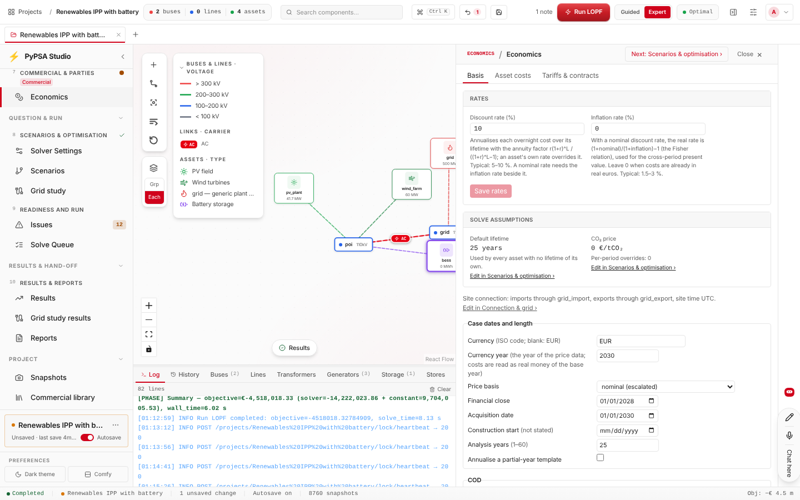 Projects / Renewables IPP with battery
2 buses
0 lines
4 assets
Search components...
Ctrl K
1
1 note
Run LOPF
Guided
Expert
Optimal
A
Renewables IPP with batt... ×
+
PyPSA Studio
COMMERCIAL & PARTIES
Commercial
Economics
QUESTION & RUN
SCENARIOS & OPTIMISATION
Solver Settings
Scenarios
Grid study
READINESS AND RUN
Issues 12
Solve Queue
RESULTS & HAND-OFF
RESULTS & REPORTS
Results
Grid study results
Reports
PROJECT
Snapshots
Commercial library
Renewables IPP with b... ···
Unsaved · last save 4m...
Autosave
PREFERENCES
Dark theme
Comfy
Grp
Each
BUSES & LINES · VOLTAGE
> 300 kV
200–300 kV
100–200 kV
< 100 kV
LINKS · CARRIER
AC AC
ASSETS · TYPE
PV field
Wind turbines
grid — generic plant ...
Battery storage
pv_plant
wind_farm
grid
poi 110kV
AC
grid
bess
Results
React Flow
Log
History
Buses (2)
Lines
Transformers
Generators (3)
Storage (1)
Stores
82 lines
Clear
[PHASE] Summary — objective=€-4,518,018.33 (solver=-14,222,023.86 + constant=9,704,0
05.53), wall_time=6.02 s
[01:12:59] INFO Run LOPF completed: objective=-4518018.32784989, solve_time=6.13 s
[01:13:12] INFO POST /projects/Renewables%20IPP%20with%20battery/lock/heartbeat → 20
0
[01:13:56] INFO POST /projects/Renewables%20IPP%20with%20battery/lock/heartbeat → 20
0
[01:14:41] INFO POST /projects/Renewables%20IPP%20with%20battery/lock/heartbeat → 20
0
ECONOMICS / Economics
Next: Scenarios & optimisation ›
Close ×
Basis
Asset costs
Tariffs & contracts
RATES
Discount rate (%)
10
Annualises each overnight cost over its lifetime with the annuity factor r(1+r)^L / ((1+r)^L−1); an asset's own rate overrides it. Typical: 5–10 %. A nominal rate needs the inflation rate beside it.
Inflation rate (%)
0
With a nominal discount rate, the real rate is (1+nominal)/(1+inflation)−1 (the Fisher relation), used for the cross-period present value. Leave 0 when costs are already in real euros. Typical: 1.5–3 %.
Save rates
SOLVE ASSUMPTIONS
Default lifetime
25 years
Used by every asset with no lifetime of its own.
Edit in Scenarios & optimisation ›
CO₂ price
0 €/tCO₂
Per-period overrides: 0
Edit in Scenarios & optimisation ›
Site connection: imports through grid_import, exports through grid_export, site time UTC.
Edit in Connection & grid ›
Case dates and length
Currency (ISO code; blank: EUR)
EUR
Currency year (the year of the price data; costs are read as real money of the base year)
2030
Price basis
nominal (escalated)
Financial close
01/01/2028
Acquisition date
01/01/2030
Construction start (not stated)
mm/dd/yyyy
Analysis years (1–60)
25
Annualise a partial-year template
COD
Chat here
Completed
Renewables IPP with battery
1 unsaved change
Autosave on
8760 snapshots
Obj: −€ 4.5